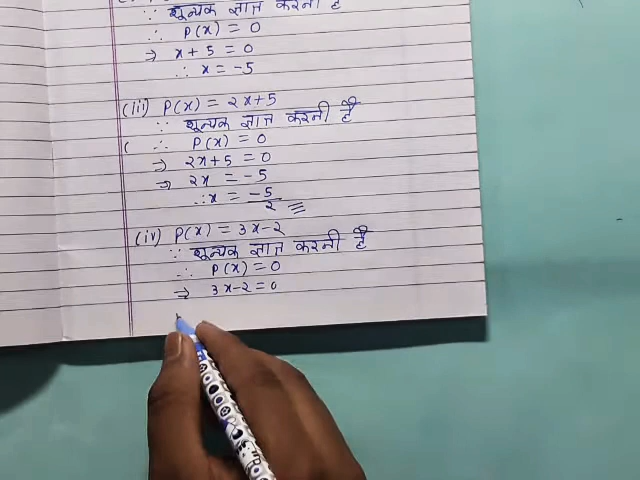 ∵ शून्यक ज्ञात करना है
∴ P(x) = 0
⇒ x + 5 = 0
∴ x = -5
(iii) P(x) = 2x+5
∵ शून्यक ज्ञात करनी है
∴ P(x) = 0
⇒ 2x+5 = 0
⇒ 2x = -5
∴ x = -5/2
(iv) P(x) = 3x-2
∵ शून्यक ज्ञात करनी है
∴ P(x) = 0
⇒ 3x-2=0